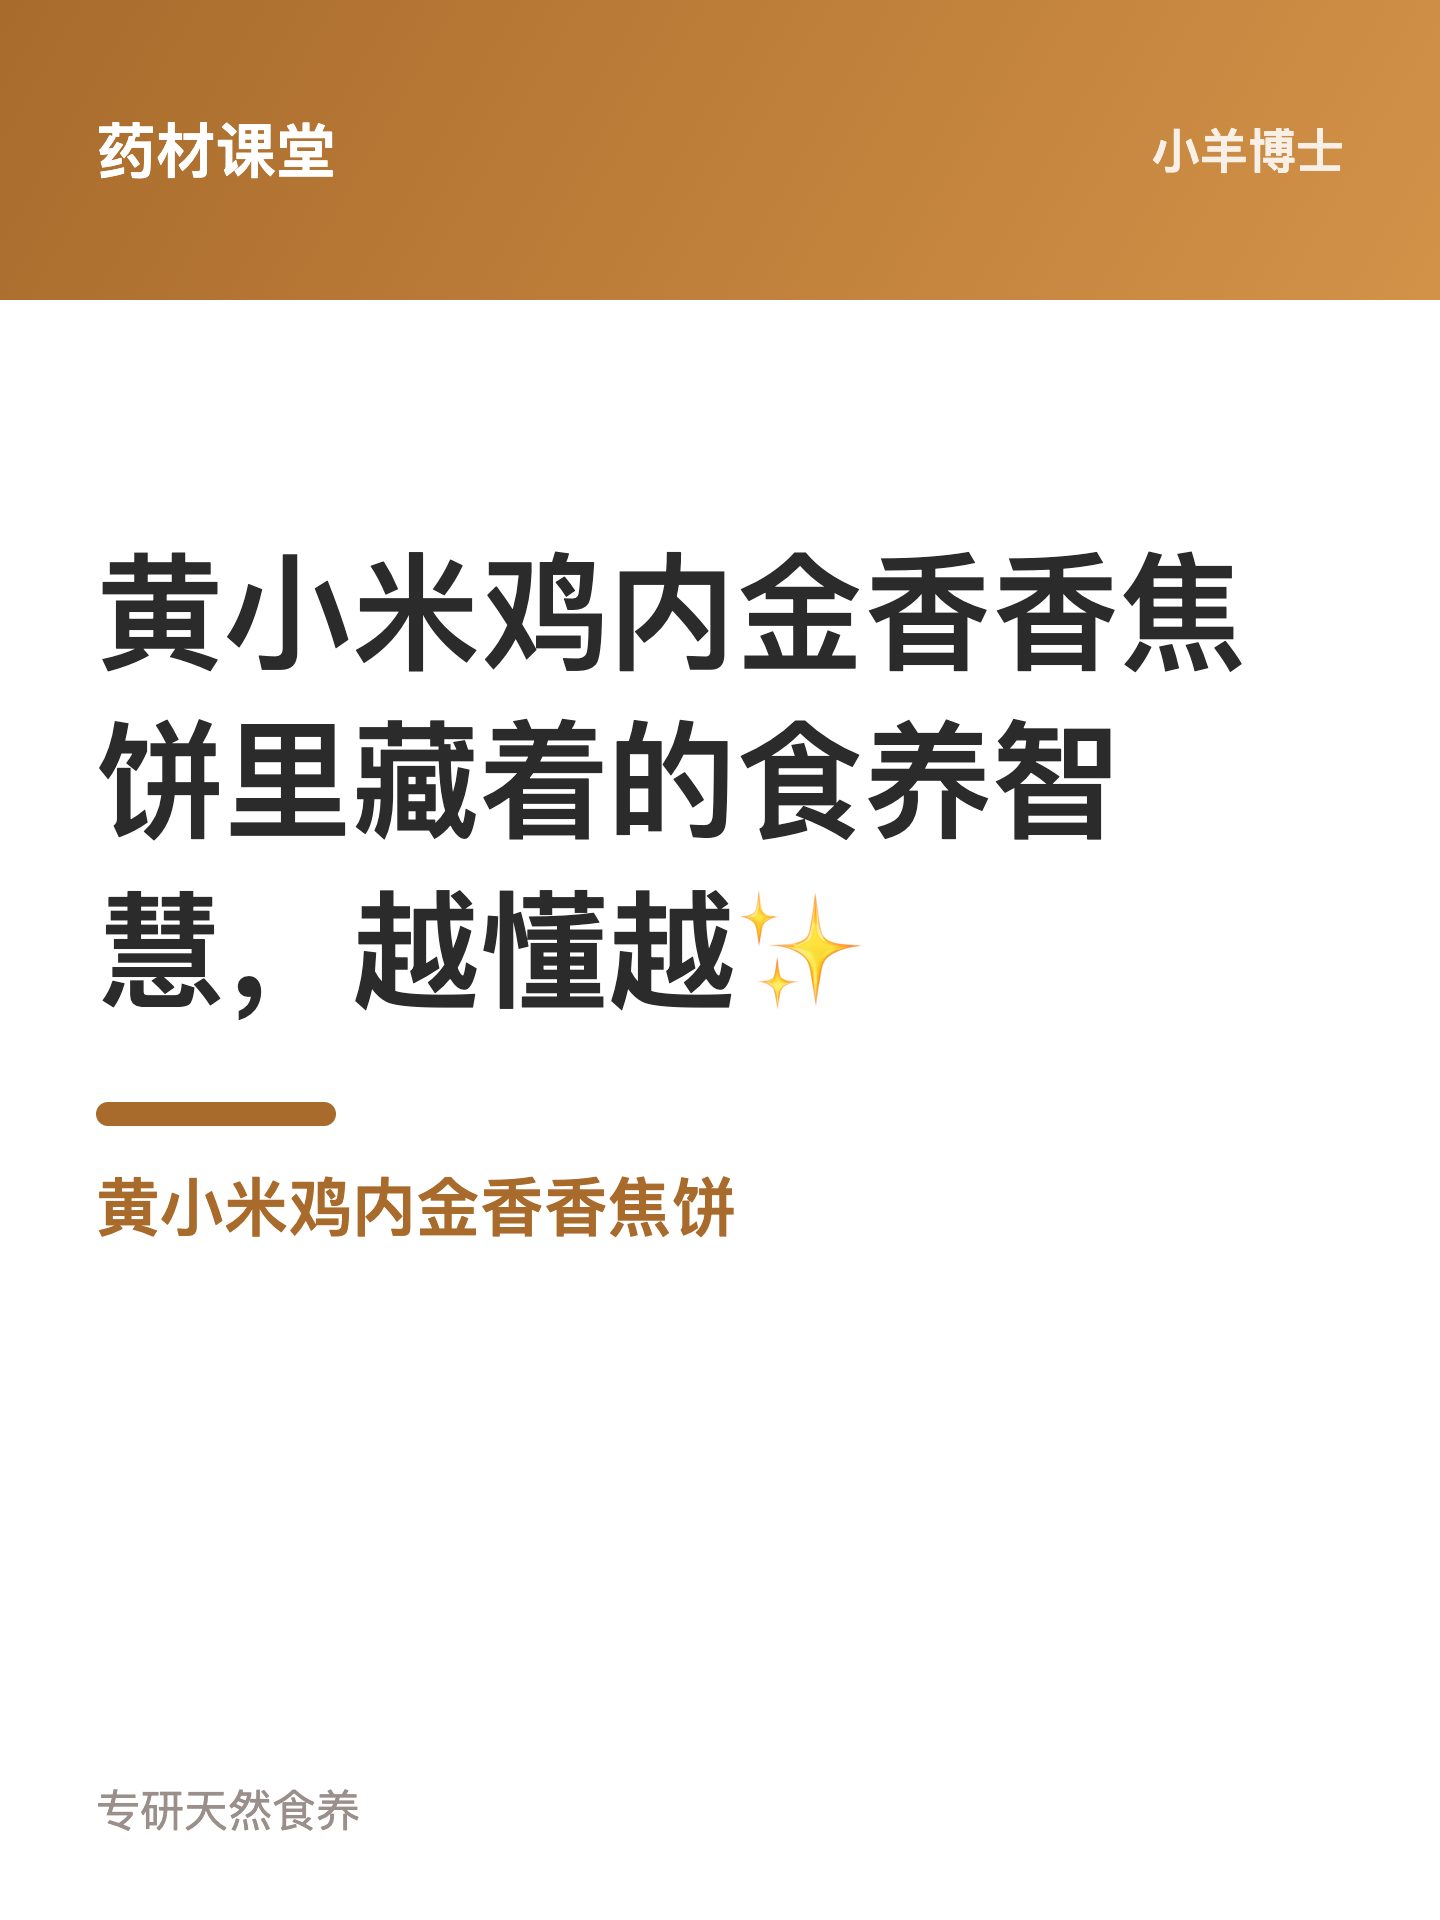 药材课堂
小羊博士
黄小米鸡内金香香焦
饼里藏着的食养智
慧，越懂越✨
黄小米鸡内金香香焦饼
专研天然食养